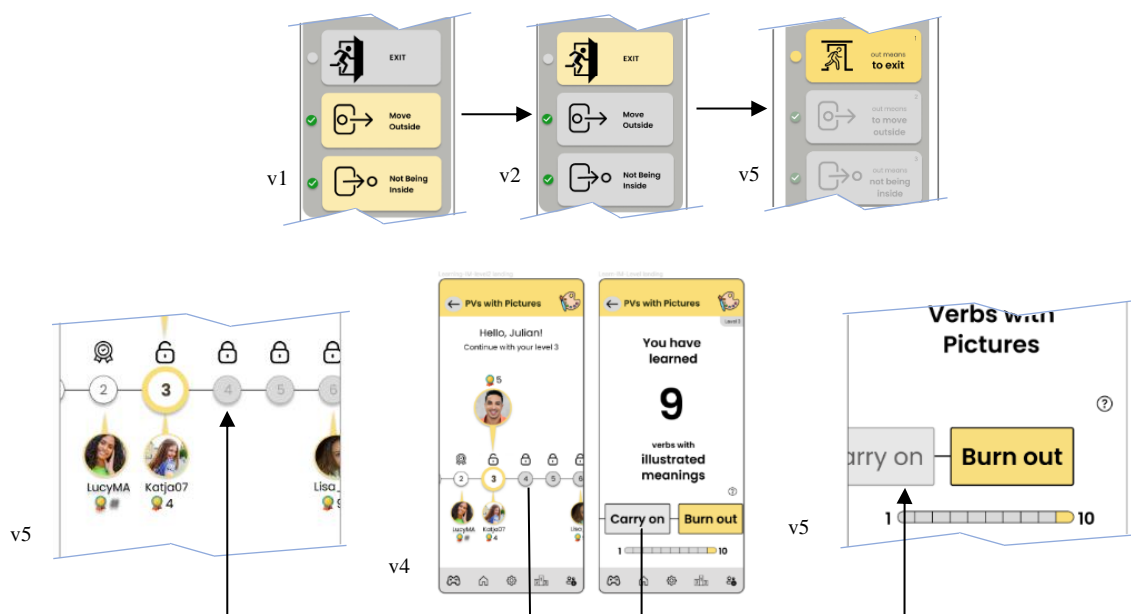 EXIT
Move
Outside
Not Being
Inside
v1
EXIT
Move
Outside
Not Being
Inside
v2
1
out means
to exit
2
out means
to move
outside
3
out means
not being
inside
v5
2
3
4
5
6
LucyMA
Katja07
Lisa_
#
4
9
v5
Learning
PVs with Pictures
Hello, Julian!
Continue with your level 3
5
2
3
4
5
6
LucyMA
Katja07
#
4
v4
PVs with Pictures
Level 3
You have
learned
9
verbs with
illustrated
meanings
?
Carry on
Burn out
1
10
Verbs with
Pictures
?
arry on
Burn out
1
10
v5